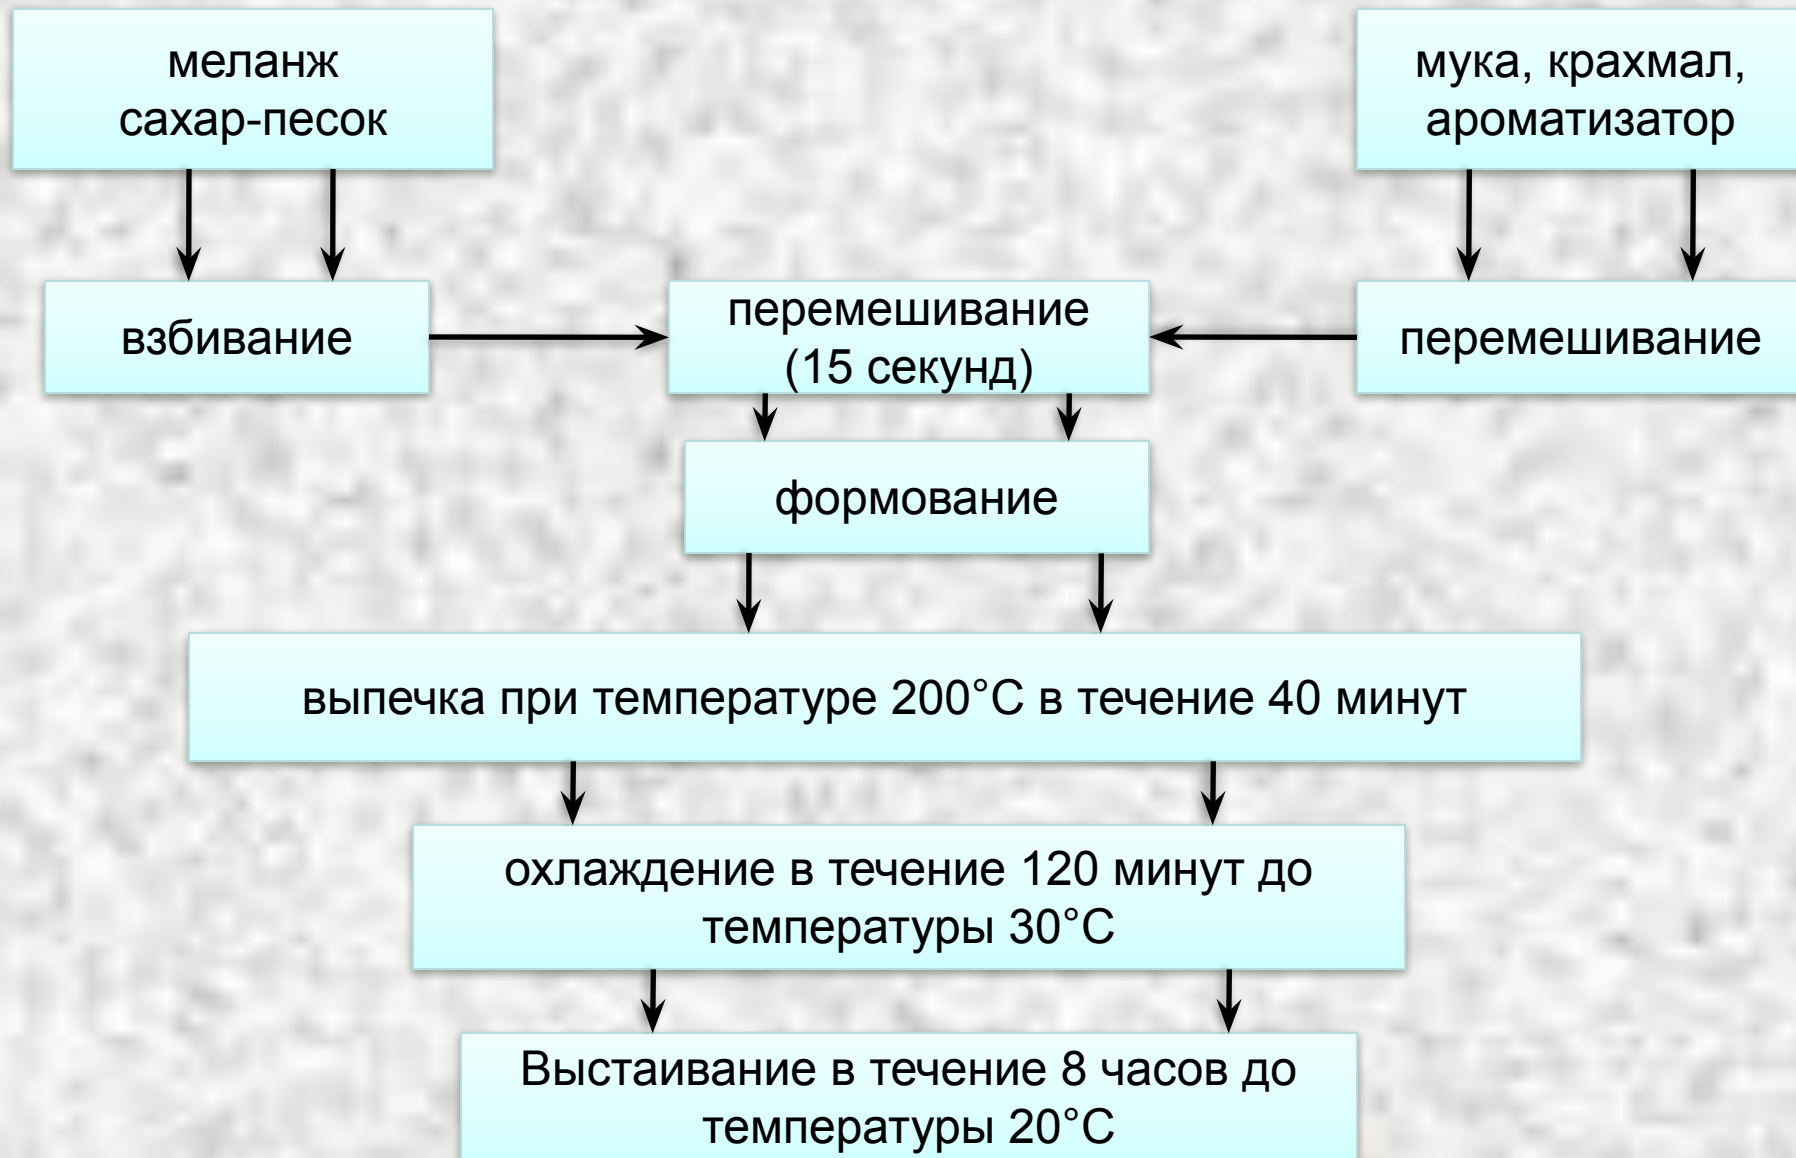 меланж
сахар-песок
мука, крахмал,
ароматизатор
взбивание
перемешивание
(15 секунд)
перемешивание
формование
выпечка при температуре 200°С в течение 40 минут
охлаждение в течение 120 минут до
температуры 30°С
Выстаивание в течение 8 часов до
температуры 20°С